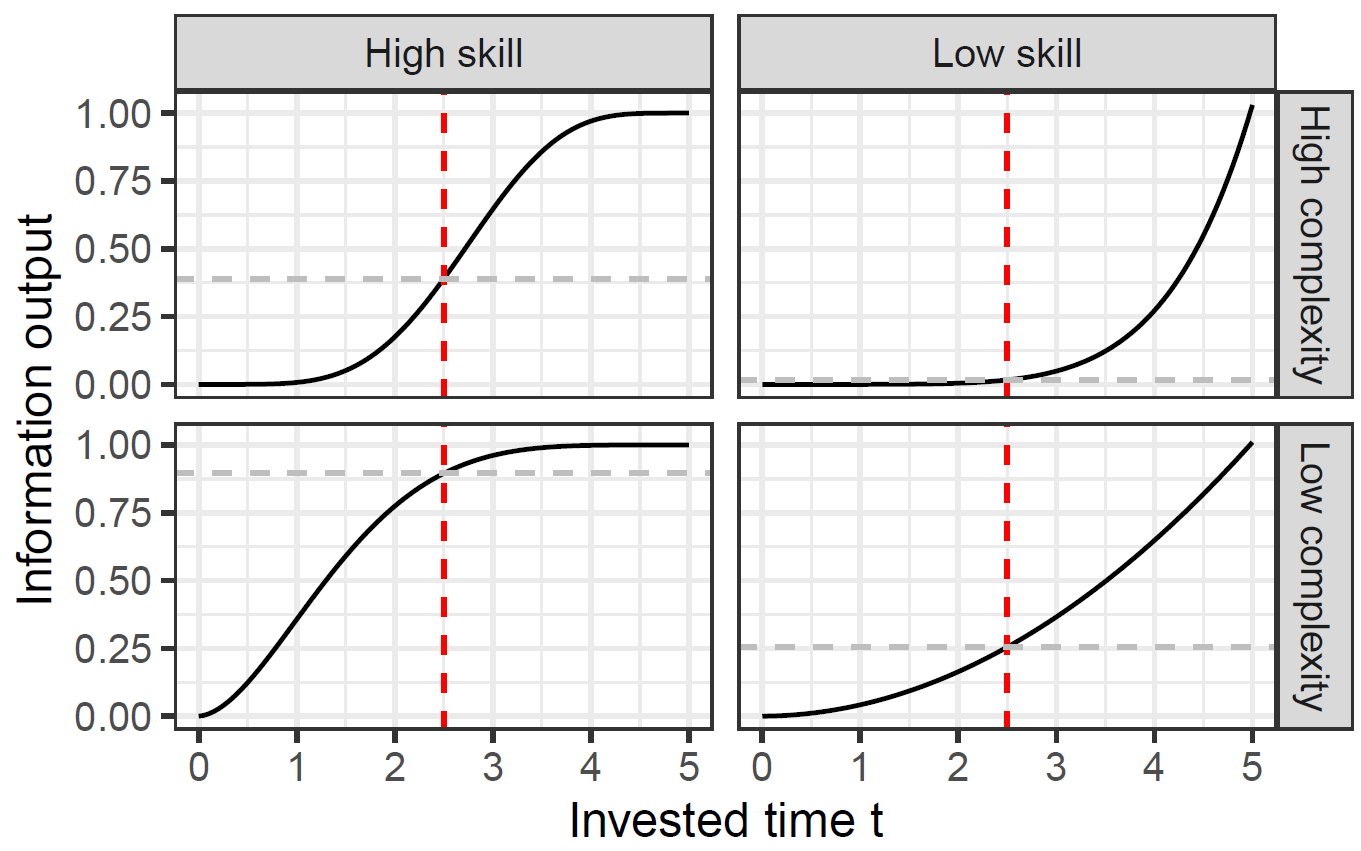 High skill
Low skill
High complexity
1.00
0.75
0.50
0.25
0.00
Low complexity
1.00
0.75
0.50
0.25
0.00
Information output
0 1 2 3 4 5
0 1 2 3 4 5
Invested time t